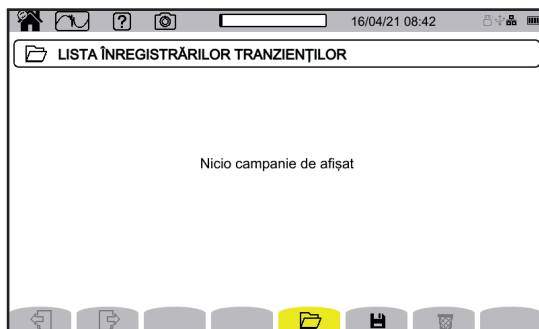 16/04/21 08:42
LISTA ÎNREGISTRĂRILOR TRANZIENȚILOR
Nicio campanie de afișat